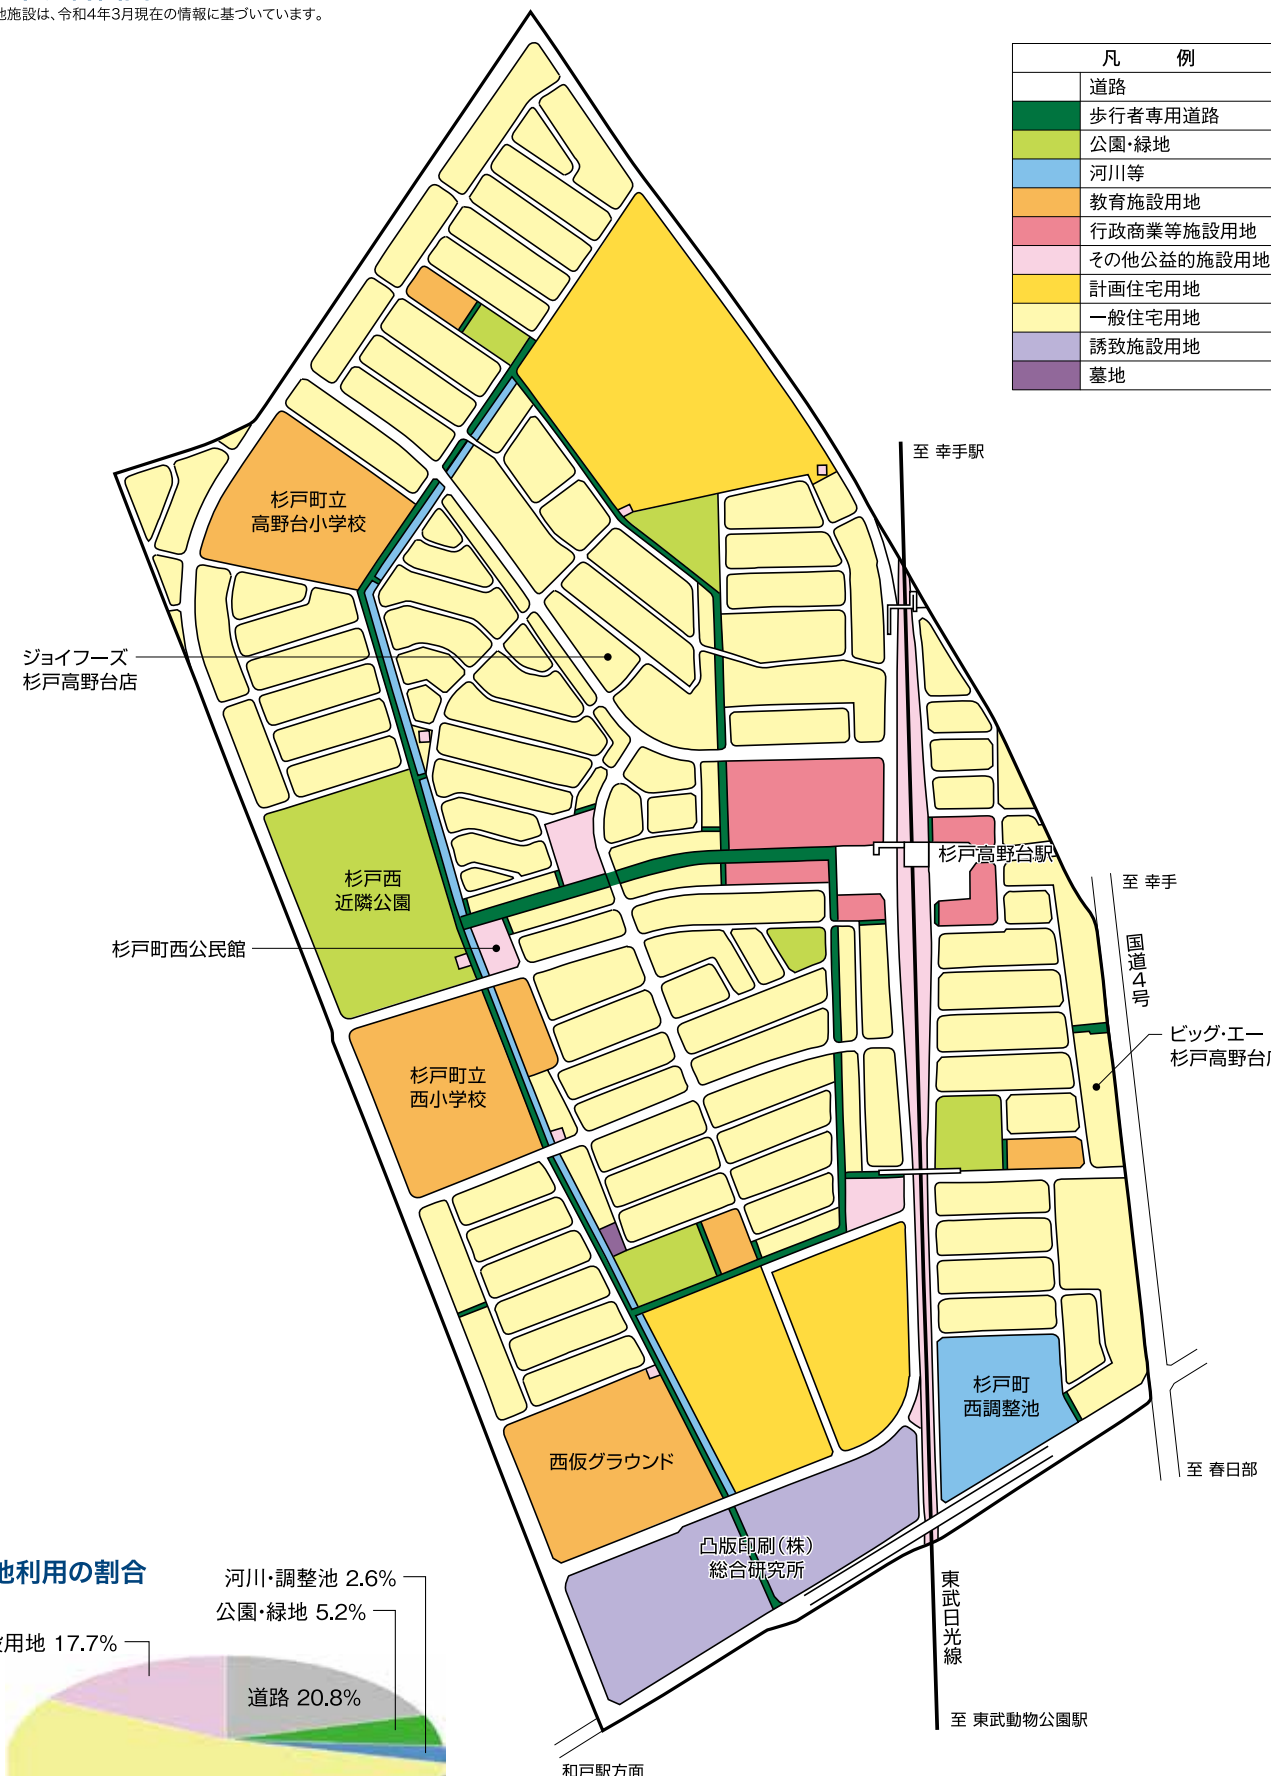 地施設は、令和4年3月現在の情報に基づいています。
凡 例
道路
歩行者専用道路
公園・緑地
河川等
教育施設用地
行政商業等施設用地
その他公益的施設用地
計画住宅用地
一般住宅用地
誘致施設用地
墓地
至 幸手駅
杉戸町立
高野台小学校
ジョイフーズ
杉戸高野台店
杉戸高野台駅
杉戸西
近隣公園
至 幸手
国道4号
杉戸町西公民館
ビッグ・エー
杉戸高野台店
杉戸町立
西小学校
杉戸町
西調整池
西仮グラウンド
至 春日部
凸版印刷(株)
総合研究所
東武日光線
至 東武動物公園駅
和戸駅方面
地利用の割合
河川・調整池 2.6%
公園・緑地 5.2%
用地 17.7%
道路 20.8%